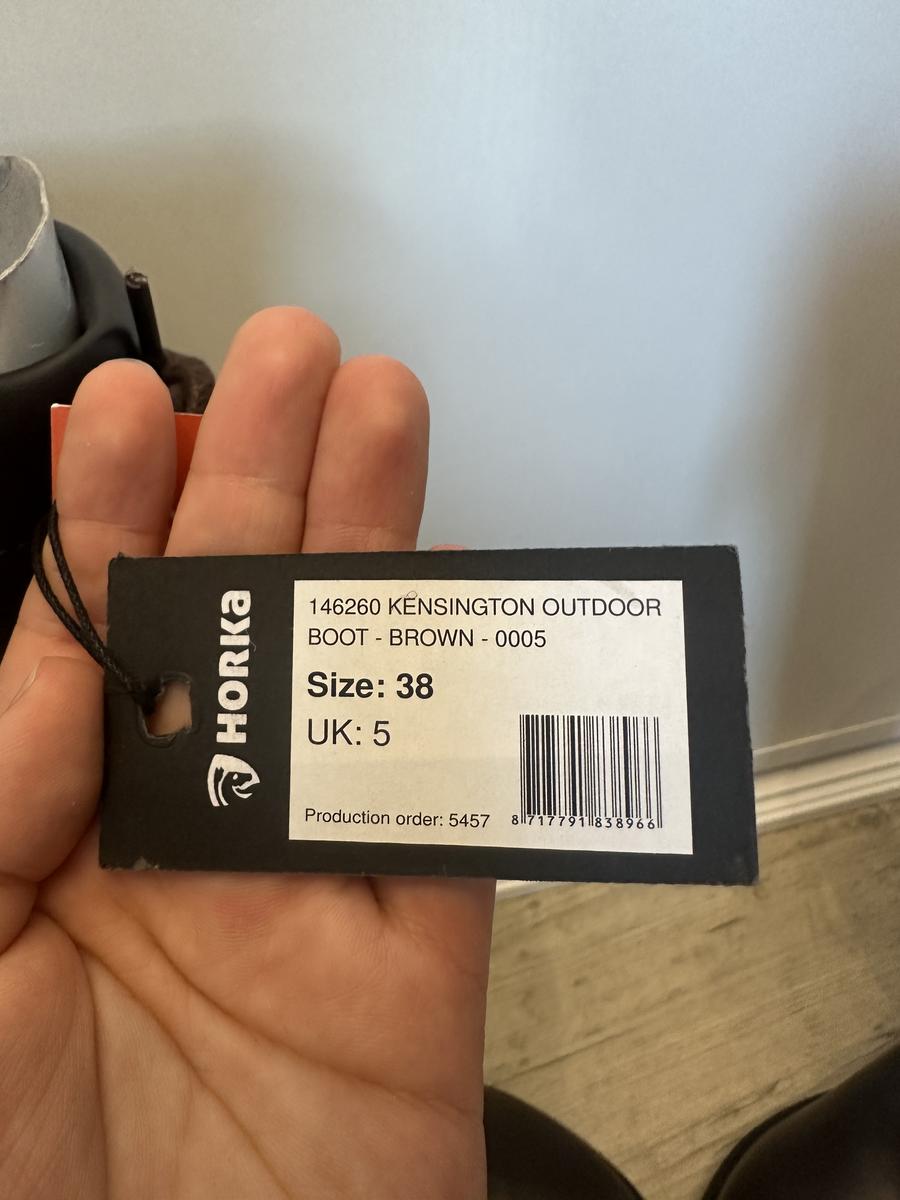 HORKA
146260 KENSINGTON OUTDOOR
BOOT - BROWN - 0005
Size: 38
UK: 5
Production order: 5457
8 717791 838966